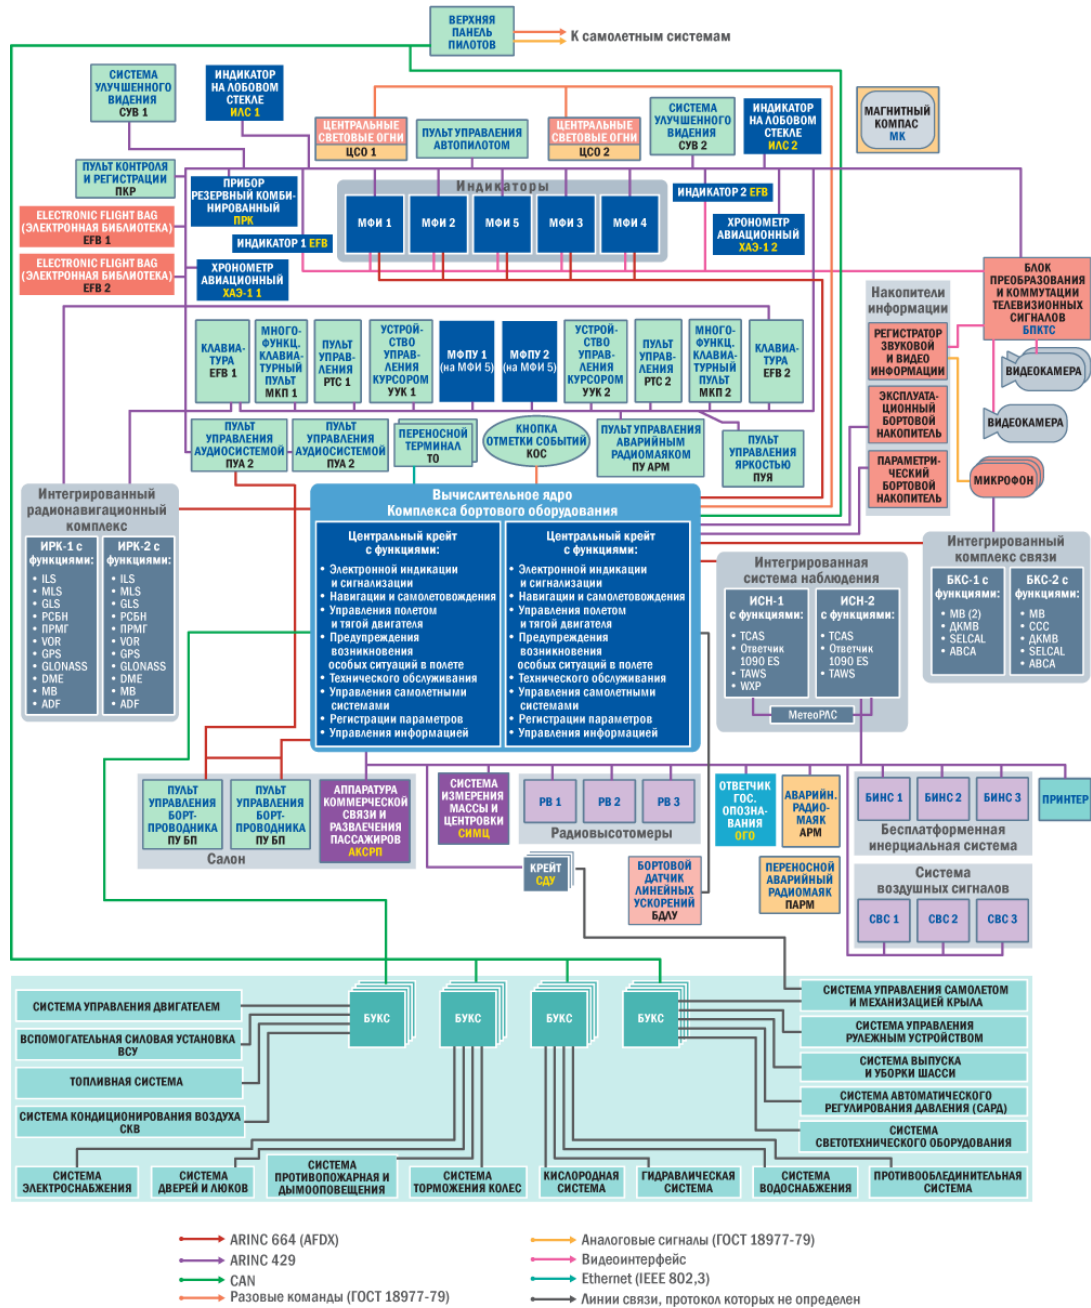 ВЕРХНЯЯ
ПАНЕЛЬ
ПИЛОТОВ
К самолетным системам
СИСТЕМА
УЛУЧШЕННОГО
ВИДЕНИЯ
СУВ 1
ИНДИКАТОР
НА ЛОБОВОМ
СТЕКЛЕ
ИЛС 1
ЦЕНТРАЛЬНЫЕ
СВЕТОВЫЕ ОГНИ
ЦСО 1
ПУЛЬТ УПРАВЛЕНИЯ
АВТОПИЛОТОМ
ЦЕНТРАЛЬНЫЕ
СВЕТОВЫЕ ОГНИ
ЦСО 2
СИСТЕМА
УЛУЧШЕННОГО
ВИДЕНИЯ
СУВ 2
ИНДИКАТОР
НА ЛОБОВОМ
СТЕКЛЕ
ИЛС 2
МАГНИТНЫЙ
КОМПАС
МК
ПУЛЬТ КОНТРОЛЯ
И РЕГИСТРАЦИИ
ПКР
ПРИБОР
РЕЗЕРВНЫЙ КОМБИ-
НИРОВАННЫЙ
ПРК
Индикаторы
МФИ 1
МФИ 2
МФИ 5
МФИ 3
МФИ 4
ИНДИКАТОР 2 EFB
ХРОНОМЕТР
АВИАЦИОННЫЙ
ХАЭ-1 2
ELECTRONIC FLIGHT BAG
(ЭЛЕКТРОННАЯ БИБЛИОТЕКА)
EFB 1
ИНДИКАТОР 1 EFB
ELECTRONIC FLIGHT BAG
(ЭЛЕКТРОННАЯ БИБЛИОТЕКА)
EFB 2
ХРОНОМЕТР
АВИАЦИОННЫЙ
ХАЭ-1 1
БЛОК
ПРЕОБРАЗОВАНИЯ
И КОММУТАЦИИ
ТЕЛЕВИЗИОННЫХ
СИГНАЛОВ
БПКТС
Накопители
информации
РЕГИСТРАТОР
ЗВУКОВОЙ
И ВИДЕО
ИНФОРМАЦИИ
ЭКСПЛУАТА-
ЦИОННЫЙ
БОРТОВОЙ
НАКОПИТЕЛЬ
ПАРАМЕТРИ-
ЧЕСКИЙ
БОРТОВОЙ
НАКОПИТЕЛЬ
ВИДЕОКАМЕРА
ВИДЕОКАМЕРА
МИКРОФОН
КЛАВИА-
ТУРА
EFB 1
МНОГО-
ФУНКЦ.
КЛАВИА-
ТУРНЫЙ
ПУЛЬТ
МКП 1
ПУЛЬТ
УПРАВ-
ЛЕНИЯ
РТС 1
УСТРОЙ-
СТВО
УПРАВ-
ЛЕНИЯ
КУРСОРОМ
УУК 1
МФПУ 1
(на МФИ 5)
МФПУ 2
(на МФИ 5)
УСТРОЙ-
СТВО
УПРАВ-
ЛЕНИЯ
КУРСОРОМ
УУК 2
ПУЛЬТ
УПРАВ-
ЛЕНИЯ
РТС 2
МНОГО-
ФУНКЦ.
КЛАВИА-
ТУРНЫЙ
ПУЛЬТ
МКП 2
КЛАВИА-
ТУРА
EFB 2
ПУЛЬТ УПРАВЛЕНИЯ
АУДИОСИСТЕМОЙ
ПУА 2
ПУЛЬТ УПРАВЛЕНИЯ
АУДИОСИСТЕМОЙ
ПУА 2
ПЕРЕНОСНОЙ
ТЕРМИНАЛ
ТО
КНОПКА
ОТМЕТКИ СОБЫТИЙ
КОС
ПУЛЬТ УПРАВЛЕНИЯ
АВАРИЙНЫМ
РАДИОМАЯКОМ
ПУ АРМ
ПУЛЬТ
УПРАВЛЕНИЯ
ЯРКОСТЬЮ
ПУЯ
Интегрированный
радионавигационный
комплекс
ИРК-1 с
функциями:
• ILS
• MLS
• GLS
• РСБН
• ПРМГ
• VOR
• GPS
• GLONASS
• DME
• МВ
• ADF
ИРК-2 с
функциями:
• ILS
• MLS
• GLS
• РСБН
• ПРМГ
• VOR
• GPS
• GLONASS
• DME
• МВ
• ADF
Вычислительное ядро
Комплекса бортового оборудования
Центральный крейт
с функциями:
• Электронной индикации
и сигнализации
• Навигации и самолетовождения
• Управления полетом
и тягой двигателя
• Предупреждения
возникновения
особых ситуаций в полете
• Технического обслуживания
• Управления самолетными
системами
• Регистрации параметров
• Управления информацией
Центральный крейт
с функциями:
• Электронной индикации
и сигнализации
• Навигации и самолетовождения
• Управления полетом
и тягой двигателя
• Предупреждения
возникновения
особых ситуаций в полете
• Технического обслуживания
• Управления самолетными
системами
• Регистрации параметров
• Управления информацией
Интегрированная
система наблюдения
ИСН-1
с функциями:
• TCAS
• Ответчик
1090 ES
• TAWS
• WXP
ИСН-2
с функциями:
• TCAS
• Ответчик
1090 ES
• TAWS
МетеоРЛС
Интегрированный
комплекс связи
БКС-1 с
функциями:
• МВ (2)
• ДКМВ
• SELCAL
• АВСА
БКС-2 с
функциями:
• МВ
• ССС
• ДКМВ
• SELCAL
• АВСА
ПУЛЬТ
УПРАВЛЕНИЯ
БОРТ-
ПРОВОДНИКА
ПУ БП
ПУЛЬТ
УПРАВЛЕНИЯ
БОРТ-
ПРОВОДНИКА
ПУ БП
АППАРАТУРА
КОММЕРЧЕСКОЙ
СВЯЗИ И
РАЗВЛЕЧЕНИЯ
ПАССАЖИРОВ
АКСРП
Салон
СИСТЕМА
ИЗМЕРЕНИЯ
МАССЫ И
ЦЕНТРОВКИ
СИМЦ
РВ 1
РВ 2
РВ 3
Радиовысотомеры
ОТВЕТЧИК
ГОС.
ОПОЗНА-
ВАНИЯ
ОГО
АВАРИЙН.
РАДИО-
МАЯК
АРМ
БИНС 1
БИНС 2
БИНС 3
Бесплатформенная
инерциальная система
ПРИНТЕР
КРЕЙТ
СДУ
БОРТОВОЙ
ДАТЧИК
ЛИНЕЙНЫХ
УСКОРЕНИЙ
БДЛУ
ПЕРЕНОСНОЙ
АВАРИЙНЫЙ
РАДИОМАЯК
ПАРМ
Система
воздушных сигналов
СВС 1
СВС 2
СВС 3
СИСТЕМА УПРАВЛЕНИЯ ДВИГАТЕЛЕМ
ВСПОМОГАТЕЛЬНАЯ СИЛОВАЯ УСТАНОВКА
ВСУ
ТОПЛИВНАЯ СИСТЕМА
СИСТЕМА КОНДИЦИОНИРОВАНИЯ ВОЗДУХА
СКВ
БУКС
БУКС
БУКС
БУКС
СИСТЕМА УПРАВЛЕНИЯ САМОЛЕТОМ
И МЕХАНИЗАЦИЕЙ КРЫЛА
СИСТЕМА УПРАВЛЕНИЯ
РУЛЕЖНЫМ УСТРОЙСТВОМ
СИСТЕМА ВЫПУСКА
И УБОРКИ ШАССИ
СИСТЕМА АВТОМАТИЧЕСКОГО
РЕГУЛИРОВАНИЯ ДАВЛЕНИЯ (САРД)
СИСТЕМА
СВЕТОТЕХНИЧЕСКОГО ОБОРУДОВАНИЯ
СИСТЕМА
ЭЛЕКТРОСНАБЖЕНИЯ
СИСТЕМА
ДВЕРЕЙ И ЛЮКОВ
СИСТЕМА
ПРОТИВОПОЖАРНАЯ И
ДЫМООПОВЕЩЕНИЯ
СИСТЕМА
ТОРМОЖЕНИЯ КОЛЕС
КИСЛОРОДНАЯ
СИСТЕМА
ГИДРАВЛИЧЕСКАЯ
СИСТЕМА
СИСТЕМА
ВОДОСНАБЖЕНИЯ
ПРОТИВООБЛЕДИНИТЕЛЬНАЯ
СИСТЕМА
ARINC 664 (AFDX)
ARINC 429
CAN
Разовые команды (ГОСТ 18977-79)
Аналоговые сигналы (ГОСТ 18977-79)
Видеоинтерфейс
Ethernet (IEEE 802,3)
Линии связи, протокол которых не определен